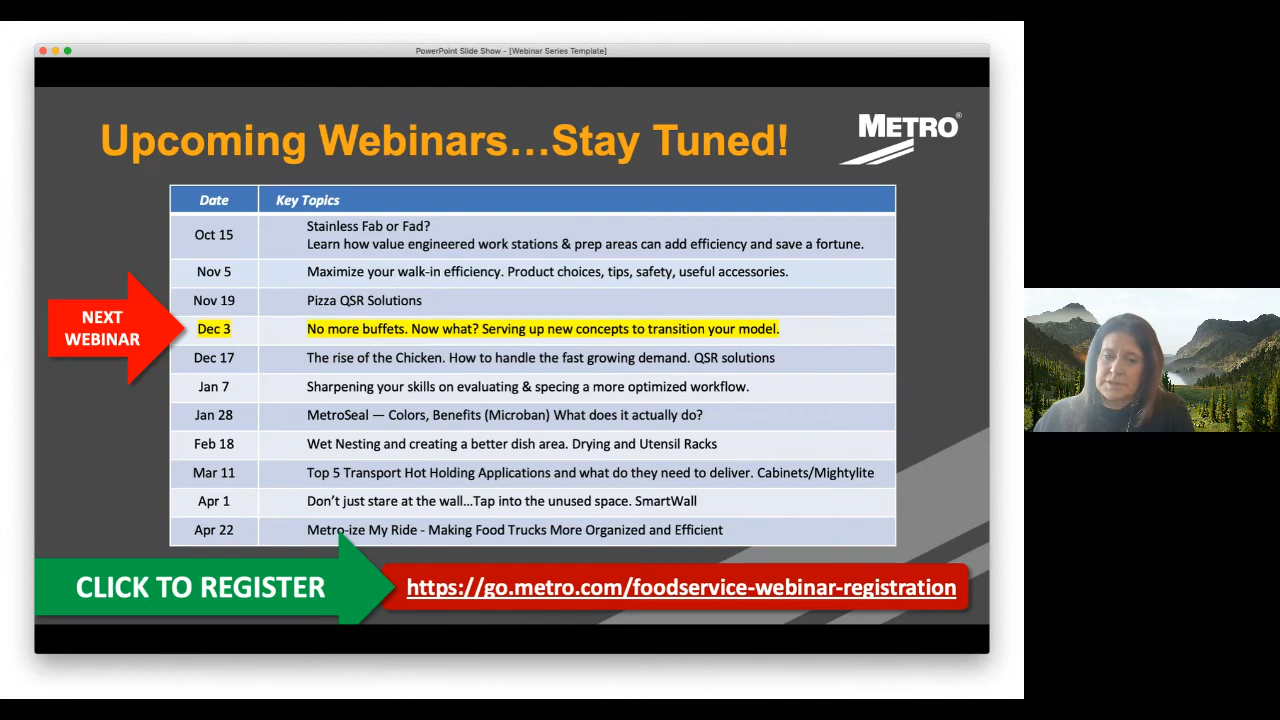 PowerPoint Slide Show - [Webinar Series Template]
Upcoming Webinars…Stay Tuned!
METRO®
Date Key Topics
Oct 15 Stainless Fab or Fad?
Learn how value engineered work stations & prep areas can add efficiency and save a fortune.
Nov 5 Maximize your walk-in efficiency. Product choices, tips, safety, useful accessories.
Nov 19 Pizza QSR Solutions
NEXT
WEBINAR
Dec 3 No more buffets. Now what? Serving up new concepts to transition your model.
Dec 17 The rise of the Chicken. How to handle the fast growing demand. QSR solutions
Jan 7 Sharpening your skills on evaluating & specing a more optimized workflow.
Jan 28 MetroSeal — Colors, Benefits (Microban) What does it actually do?
Feb 18 Wet Nesting and creating a better dish area. Drying and Utensil Racks
Mar 11 Top 5 Transport Hot Holding Applications and what do they need to deliver. Cabinets/Mightylite
Apr 1 Don’t just stare at the wall…Tap into the unused space. SmartWall
Apr 22 Metro-ize My Ride - Making Food Trucks More Organized and Efficient
CLICK TO REGISTER
https://go.metro.com/foodservice-webinar-registration